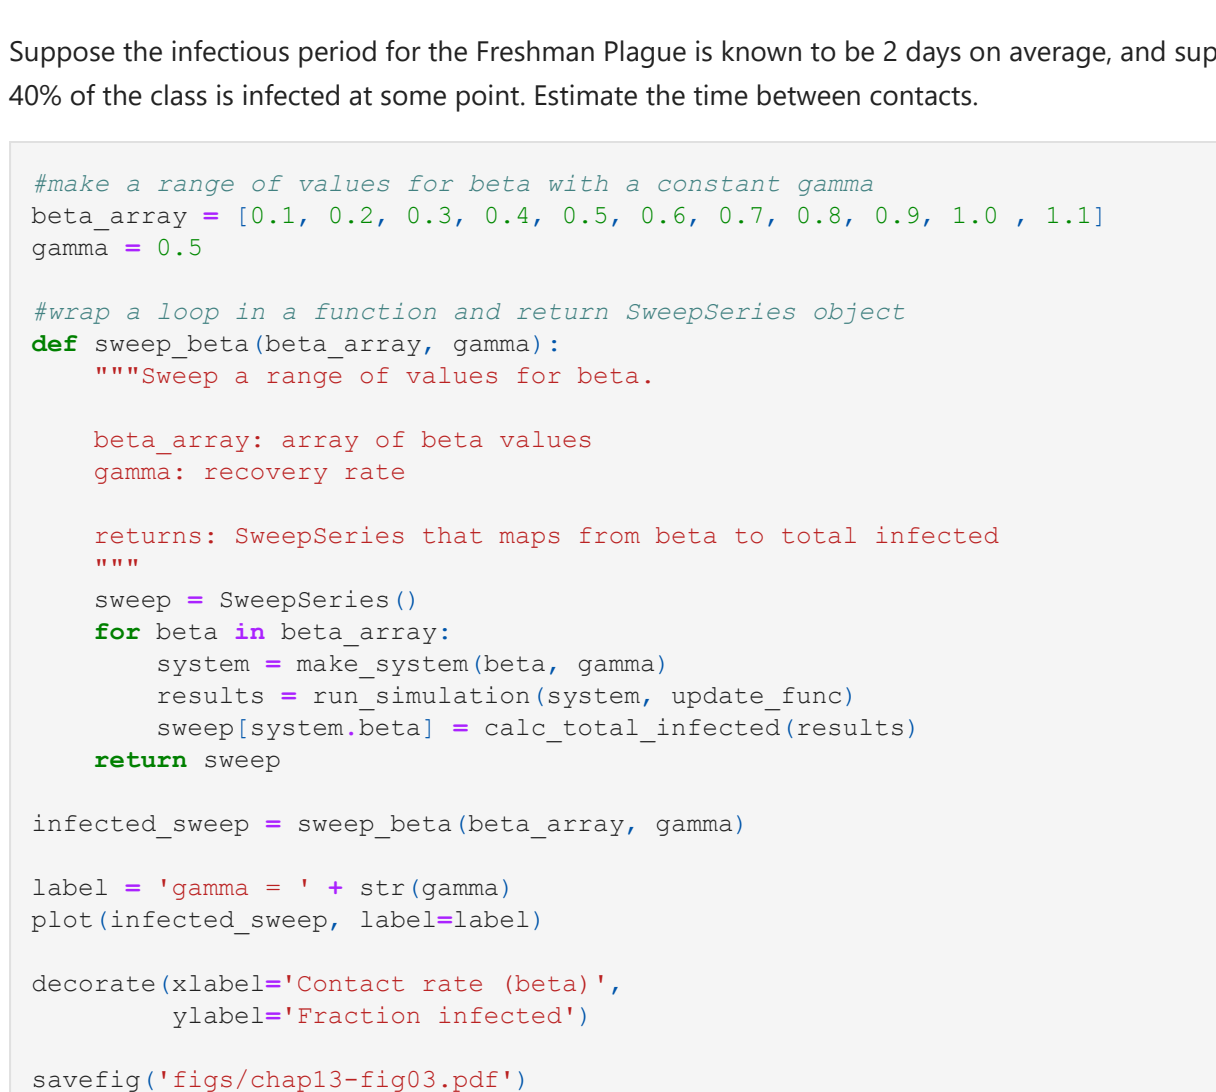 Suppose the infectious period for the Freshman Plague is known to be 2 days on average, and sup
40% of the class is infected at some point. Estimate the time between contacts.
#make a range of values for beta with a constant gamma
beta_array = [0.1, 0.2, 0.3, 0.4, 0.5, 0.6, 0.7, 0.8, 0.9, 1.0 , 1.1]
gamma = 0.5
#wrap a loop in a function and return SweepSeries object
def sweep_beta(beta_array, gamma):
    """Sweep a range of values for beta.
    beta_array: array of beta values
    gamma: recovery rate
    returns: SweepSeries that maps from beta to total infected
    """
    sweep = SweepSeries()
    for beta in beta_array:
        system = make_system(beta, gamma)
        results = run_simulation(system, update_func)
        sweep[system.beta] = calc_total_infected(results)
    return sweep
infected_sweep = sweep_beta(beta_array, gamma)
label = 'gamma = ' + str(gamma)
plot(infected_sweep, label=label)
decorate(xlabel='Contact rate (beta)',
         ylabel='Fraction infected')
savefig('figs/chap13-fig03.pdf')